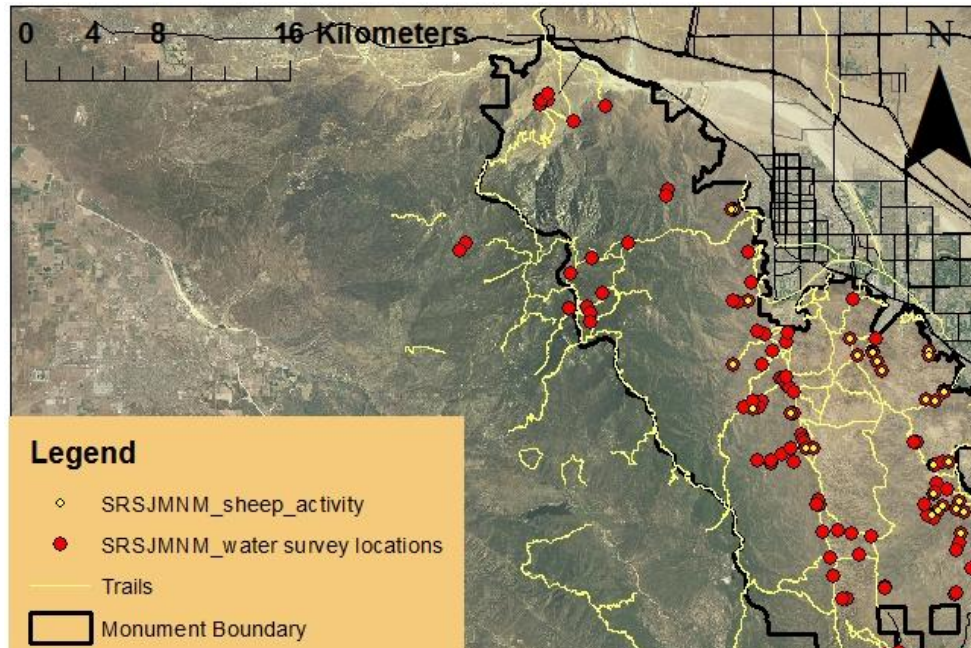 0 4 8 16 Kilometers
N
Legend
SRSJMNM_sheep_activity
SRSJMNM_water survey locations
Trails
Monument Boundary